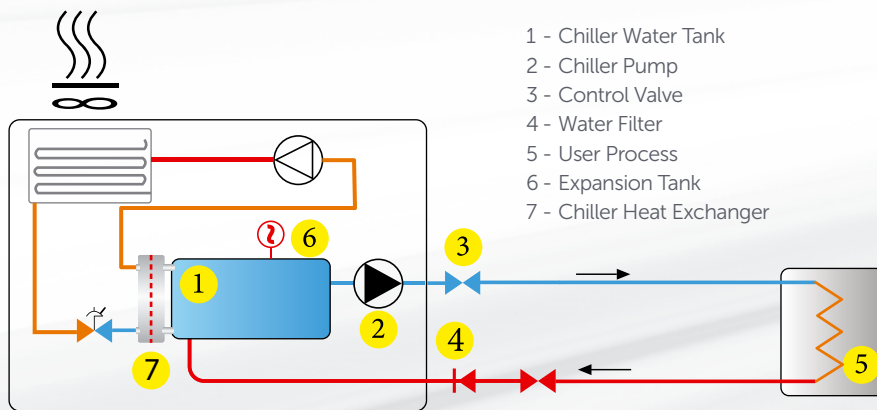 1 - Chiller Water Tank
2 - Chiller Pump
3 - Control Valve
4 - Water Filter
5 - User Process
6 - Expansion Tank
7 - Chiller Heat Exchanger
6
3
1
2
4
7
5